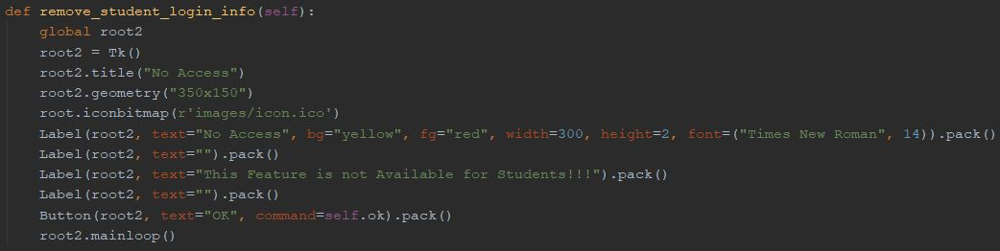 def remove_student_login_info(self):
    global root2
    root2 = Tk()
    root2.title("No Access")
    root2.geometry("350x150")
    root.iconbitmap(r'images/icon.ico')
    Label(root2, text="No Access", bg="yellow", fg="red", width=300, height=2, font=("Times New Roman", 14)).pack()
    Label(root2, text="").pack()
    Label(root2, text="This Feature is not Available for Students!!!").pack()
    Label(root2, text="").pack()
    Button(root2, text="OK", command=self.ok).pack()
    root2.mainloop()